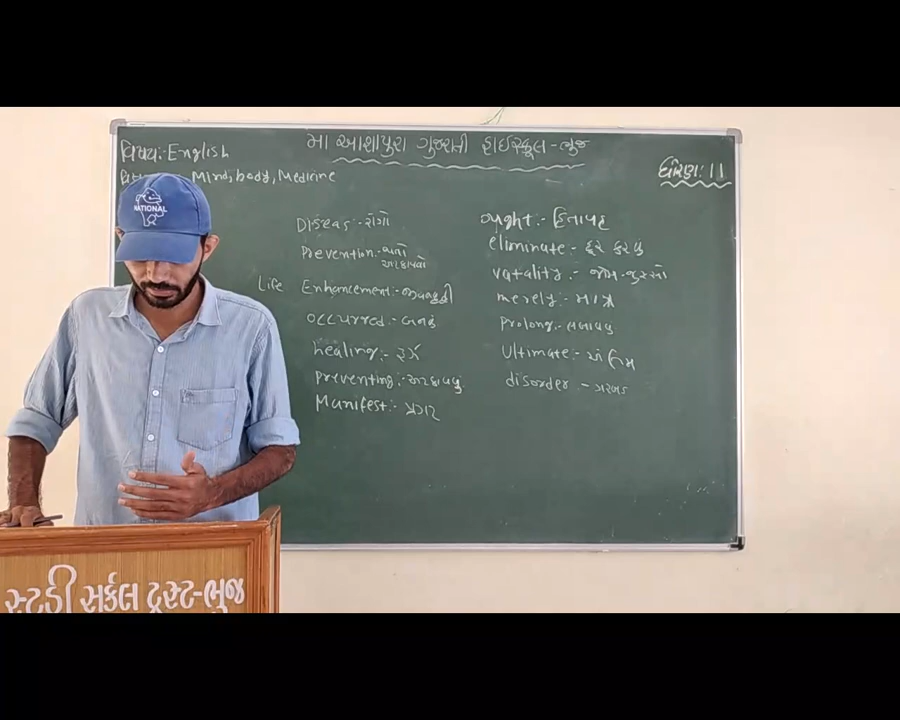 મા આશાપુરા ગુજરાતી હાઈસ્કૂલ-ભુજ
વિષય:-English
ધોરણ: 11
Mind, body, Medicine
Diseas:-રોગો
Prevention:-થતો
અટકાવવો
Life Enhancement:-
Occurred:-બનવું
healing:-રૂઝ
Preventing:-અટકાવવું
Manifest:-પ્રગટ
ought:-
eliminate-દૂર કરવું
vatality:-જોમ-જુસ્સો
merely:-માત્ર
Prolong:-લંબાવવુ
Ultimate:-અંતિમ
disorder-ગરબડ
NATIONAL
સ્ટડી સર્કલ ટ્રસ્ટ-ભુજ